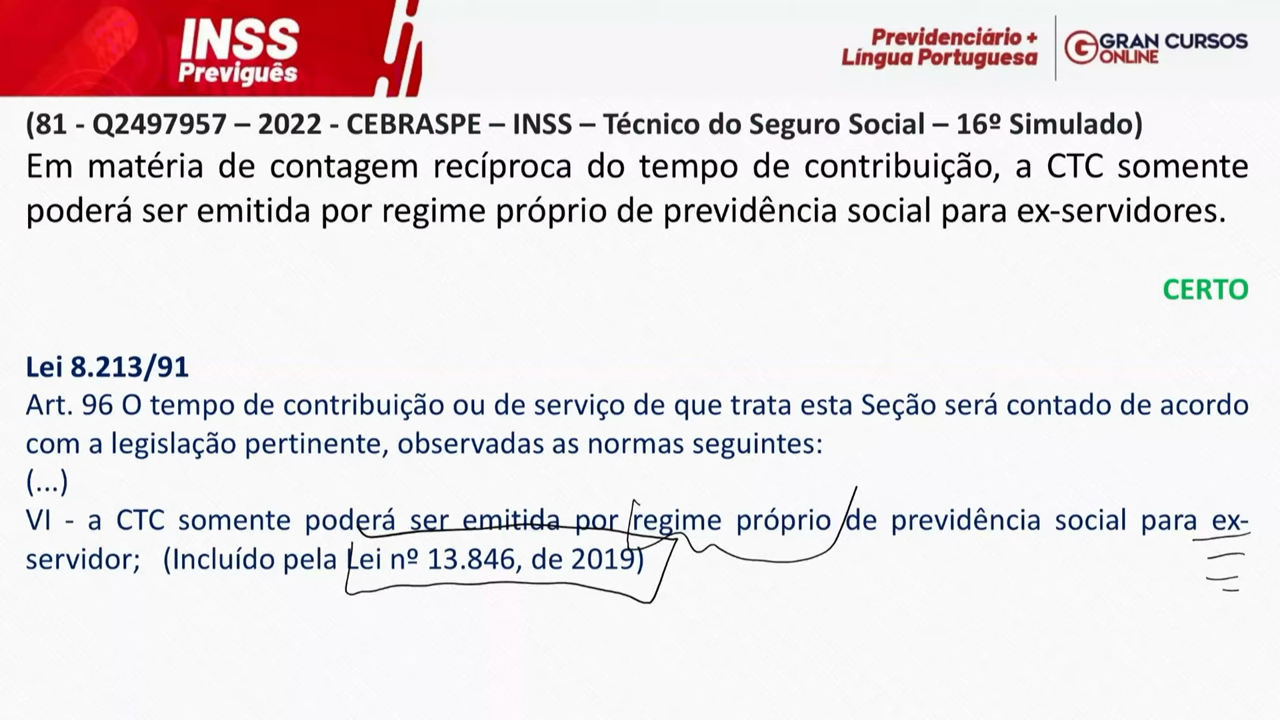 INSS
Previguês
Previdenciário +
Língua Portuguesa
GRAN CURSOS
ONLINE
(81 - Q2497957 – 2022 - CEBRASPE – INSS – Técnico do Seguro Social – 16º Simulado)
Em matéria de contagem recíproca do tempo de contribuição, a CTC somente
poderá ser emitida por regime próprio de previdência social para ex-servidores.
CERTO
Lei 8.213/91
Art. 96 O tempo de contribuição ou de serviço de que trata esta Seção será contado de acordo
com a legislação pertinente, observadas as normas seguintes:
(...)
VI - a CTC somente poderá ser emitida por regime próprio de previdência social para ex-
servidor; (Incluído pela Lei nº 13.846, de 2019)